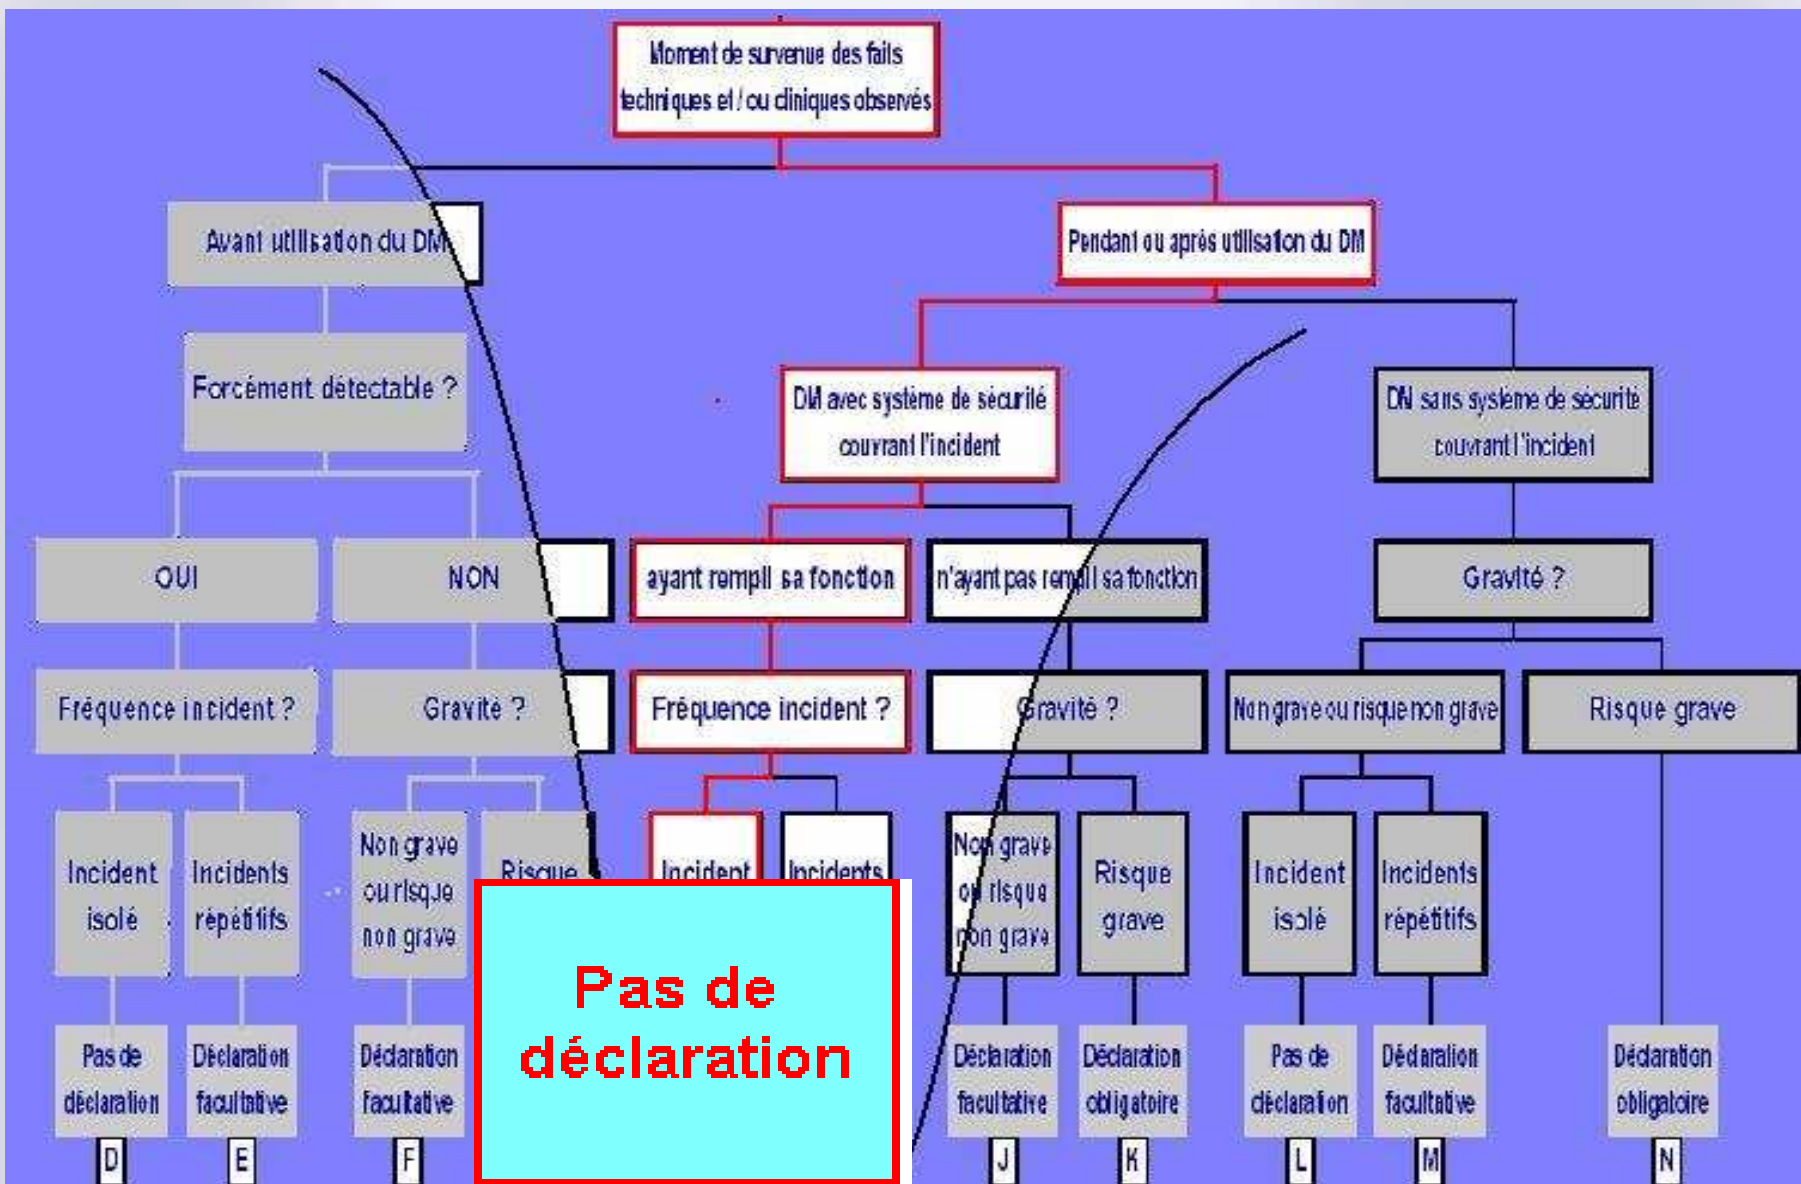 Moment de survenue des faits
techniques et / ou cliniques observés
Avant utilisation du DM
Pendant ou après utilisation du DM
Forcément détectable ?
DM avec système de sécurité
couvrant l'incident
DM sans système de sécurité
couvrant l'incident
OUI
NON
ayant rempli sa fonction
n'ayant pas rempli sa fonction
Gravité ?
Fréquence incident ?
Gravité ?
Fréquence incident ?
Gravité ?
Non grave ou risque non grave
Risque grave
Incident
isolé
Incidents
répétitifs
Non grave
ou risque
non grave
Risque
Incident
Incidents
Non grave
ou risque
non grave
Risque
grave
Incident
isolé
Incidents
répétitifs
Pas de
déclaration
Pas de
déclaration
Déclaration
facultative
Déclaration
facultative
Déclaration
facultative
Déclaration
obligatoire
Pas de
déclaration
Déclaration
facultative
Déclaration
obligatoire
D
E
F
J
K
L
M
N